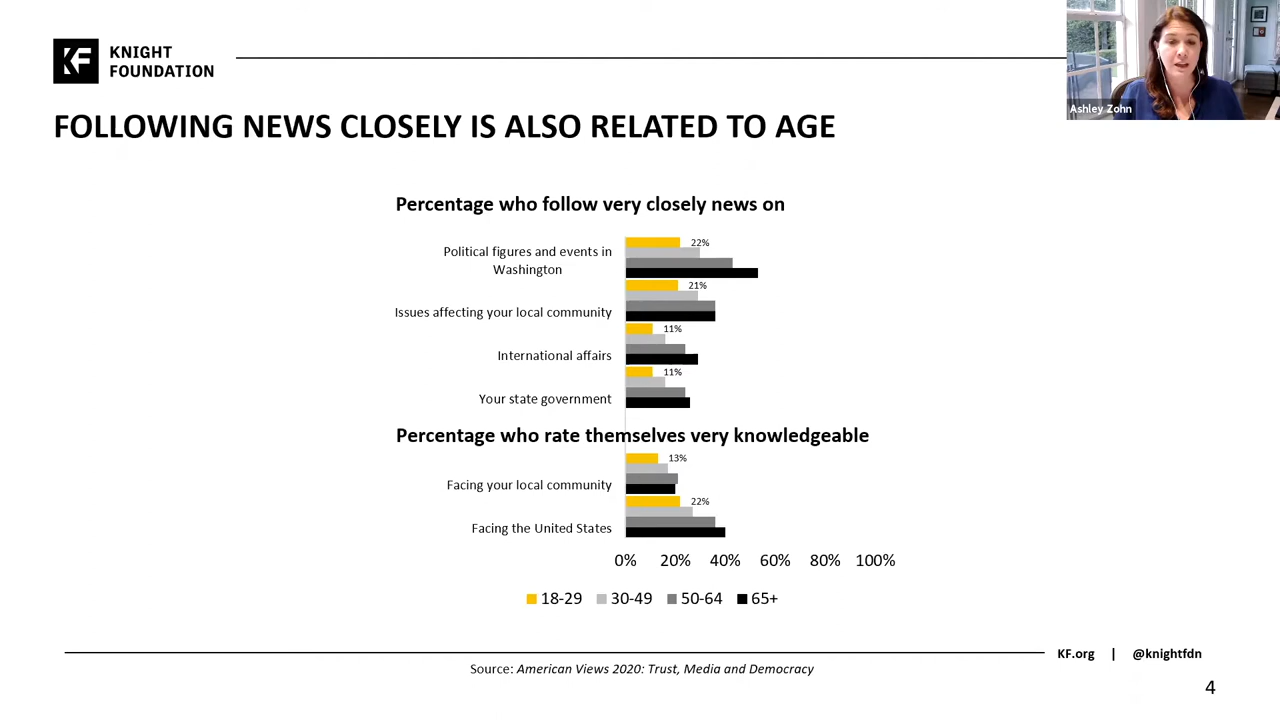 KNIGHT
FOUNDATION
Ashley Zohn
FOLLOWING NEWS CLOSELY IS ALSO RELATED TO AGE
Percentage who follow very closely news on
Political figures and events in
Washington
22%
Issues affecting your local community
21%
International affairs
11%
Your state government
11%
Percentage who rate themselves very knowledgeable
Facing your local community
13%
Facing the United States
22%
0% 20% 40% 60% 80% 100%
18-29 30-49 50-64 65+
KF.org | @knightfdn
Source: American Views 2020: Trust, Media and Democracy
4